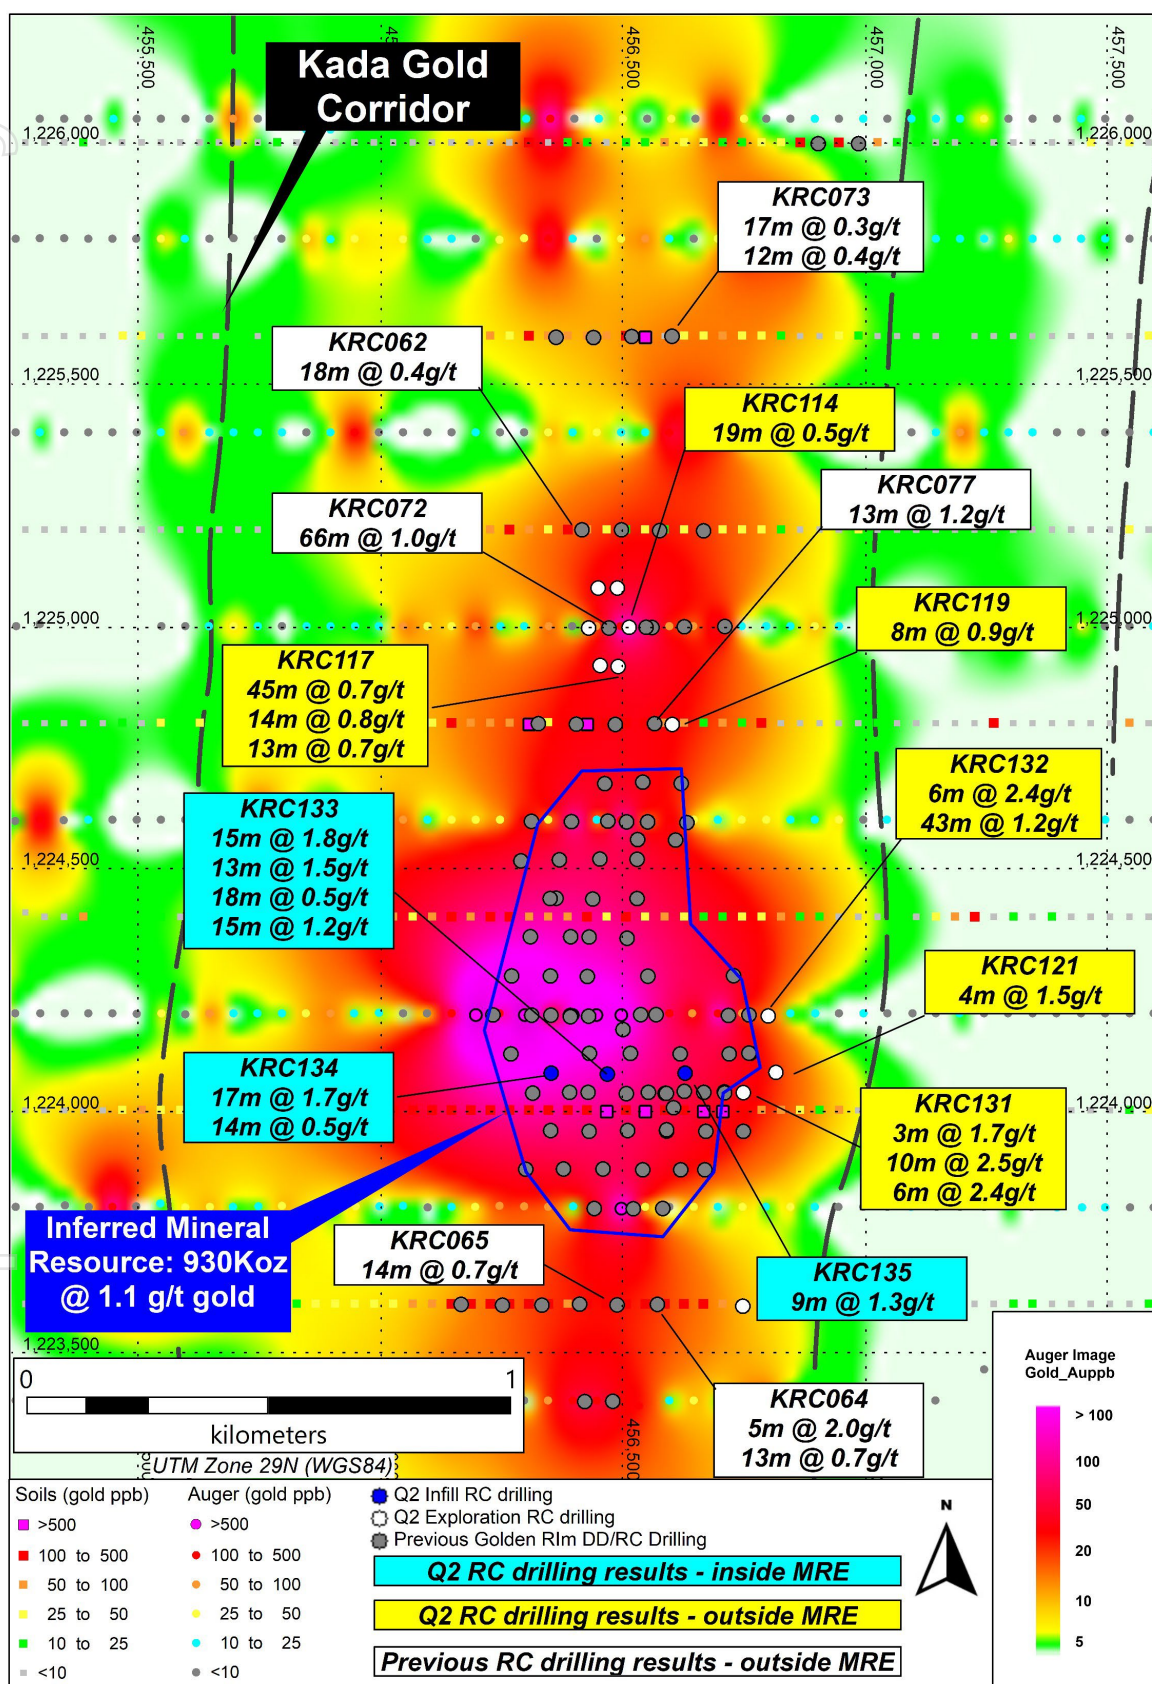 455,500
456,500
457,000
457,500
Kada Gold
Corridor
1,226,000
1,226,000
KRC073
17m @ 0.3g/t
12m @ 0.4g/t
KRC062
18m @ 0.4g/t
1,225,500
1,225,500
KRC114
19m @ 0.5g/t
KRC077
13m @ 1.2g/t
KRC072
66m @ 1.0g/t
KRC119
8m @ 0.9g/t
1,225,000
1,225,000
KRC117
45m @ 0.7g/t
14m @ 0.8g/t
13m @ 0.7g/t
KRC132
6m @ 2.4g/t
43m @ 1.2g/t
KRC133
15m @ 1.8g/t
13m @ 1.5g/t
18m @ 0.5g/t
15m @ 1.2g/t
1,224,500
1,224,500
KRC121
4m @ 1.5g/t
KRC134
17m @ 1.7g/t
14m @ 0.5g/t
1,224,000
1,224,000
KRC131
3m @ 1.7g/t
10m @ 2.5g/t
6m @ 2.4g/t
Inferred Mineral
Resource: 930Koz
@ 1.1 g/t gold
KRC065
14m @ 0.7g/t
KRC135
9m @ 1.3g/t
1,223,500
KRC064
5m @ 2.0g/t
13m @ 0.7g/t
0 1
kilometers
UTM Zone 29N (WGS84)
456,500
Auger Image
Gold_Auppb
> 100
100
50
20
10
5
Soils (gold ppb)
>500
100 to 500
50 to 100
25 to 50
10 to 25
<10
Auger (gold ppb)
>500
100 to 500
50 to 100
25 to 50
10 to 25
<10
Q2 Infill RC drilling
Q2 Exploration RC drilling
Previous Golden RIm DD/RC Drilling
Q2 RC drilling results - inside MRE
Q2 RC drilling results - outside MRE
Previous RC drilling results - outside MRE
N